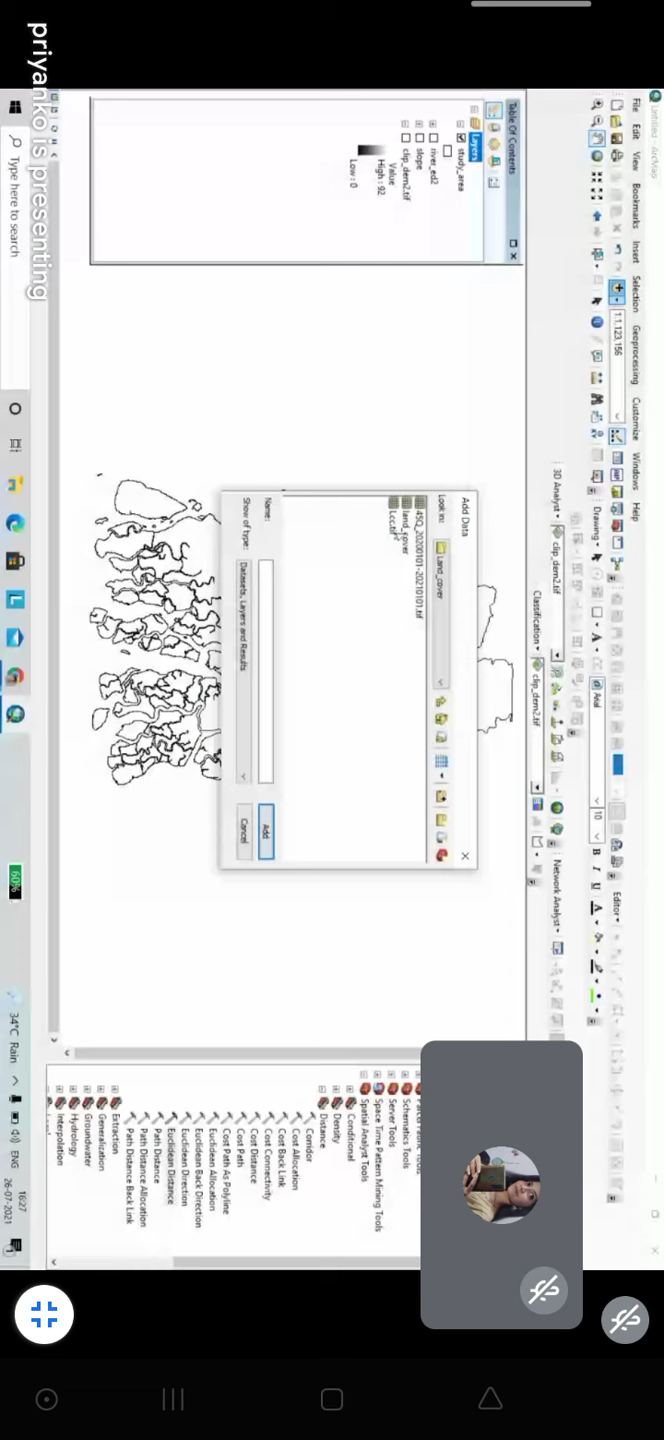 priyanko is presenting
Untitled - ArcMap
File Edit View Bookmarks Insert Selection Geoprocessing Customize Windows Help
1:1,123,156
Drawing
Arial
10
B I U A
Editor
3D Analyst
clip_dem2.tif
Classification
clip_dem2.tif
Network Analyst
Table Of Contents
Layers
study_area
river_ed2
slope
clip_dem2.tif
Value
High : 92
Low : 0
Add Data
Look in:
Land_cover
45Q_20200101-20210101.tif
land_cover
Lcc.tif
Name:
Show of type:
Datasets, Layers and Results
Add
Cancel
Schematics Tools
Server Tools
Space Time Pattern Mining Tools
Spatial Analyst Tools
Conditional
Density
Distance
Corridor
Cost Allocation
Cost Back Link
Cost Connectivity
Cost Distance
Cost Path
Cost Path As Polyline
Euclidean Allocation
Euclidean Back Direction
Euclidean Direction
Euclidean Distance
Path Distance
Path Distance Allocation
Path Distance Back Link
Extraction
Generalization
Groundwater
Hydrology
Interpolation
Type here to search
60%
34°C Rain
ENG
16:27
26-07-2021